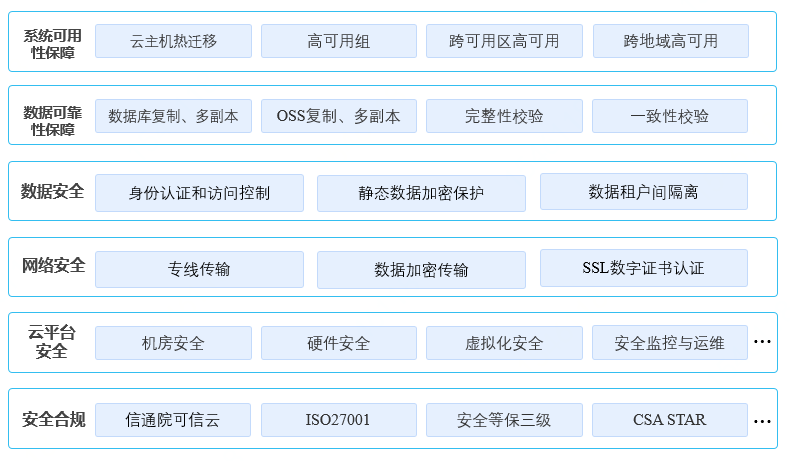 系统可用
性保障
云主机热迁移
高可用组
跨可用区高可用
跨地域高可用
数据可靠
性保障
数据库复制、多副本
OSS复制、多副本
完整性校验
一致性校验
数据安全
身份认证和访问控制
静态数据加密保护
数据租户间隔离
网络安全
专线传输
数据加密传输
SSL数字证书认证
云平台
安全
机房安全
硬件安全
虚拟化安全
安全监控与运维
...
安全合规
信通院可信云
ISO27001
安全等保三级
CSA STAR
...